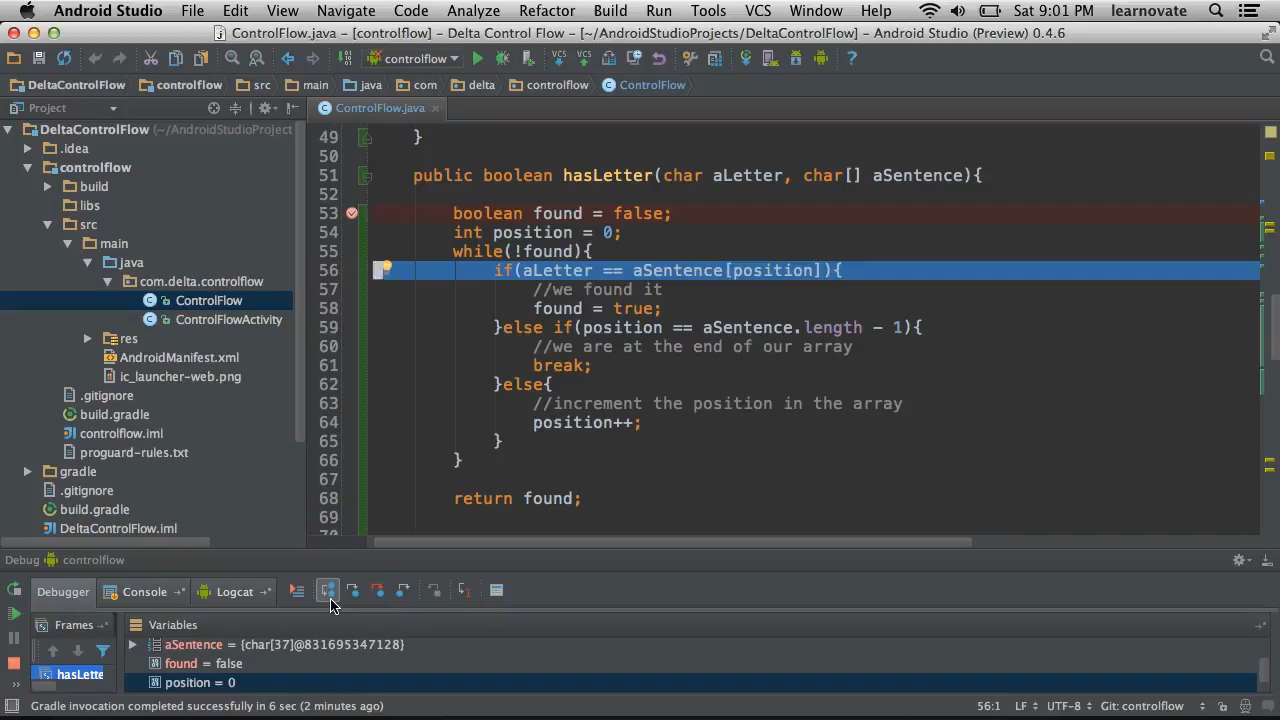 Android Studio File Edit View Navigate Code Analyze Refactor Build Run Tools VCS Window Help Sat 9:01 PM learnovate
ControlFlow.java - [controlflow] - Delta Control Flow - [~/AndroidStudioProjects/DeltaControlFlow] - Android Studio (Preview) 0.4.6
controlflow VCS VCS
DeltaControlFlow controlflow src main java com delta controlflow ControlFlow
Project ControlFlow.java
DeltaControlFlow (~/AndroidStudioProject
.idea
controlflow
build
libs
src
main
java
com.delta.controlflow
ControlFlow
ControlFlowActivity
res
AndroidManifest.xml
ic_launcher-web.png
.gitignore
build.gradle
controlflow.iml
proguard-rules.txt
gradle
.gitignore
build.gradle
DeltaControlFlow.iml
49 }
50
51 public boolean hasLetter(char aLetter, char[] aSentence){
52
53 boolean found = false;
54 int position = 0;
55 while(!found){
56 if(aLetter == aSentence[position]){
57 //we found it
58 found = true;
59 }else if(position == aSentence.length - 1){
60 //we are at the end of our array
61 break;
62 }else{
63 //increment the position in the array
64 position++;
65 }
66 }
67
68 return found;
69
70
Debug controlflow
Debugger Console Logcat
Frames Variables
aSentence = {char[37]@831695347128}
found = false
hasLette position = 0
Gradle invocation completed successfully in 6 sec (2 minutes ago) 56:1 LF UTF-8 Git: controlflow